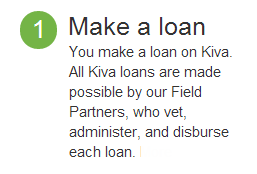 1 Make a loan
You make a loan on Kiva.
All Kiva loans are made
possible by our Field
Partners, who vet,
administer, and disburse
each loan.